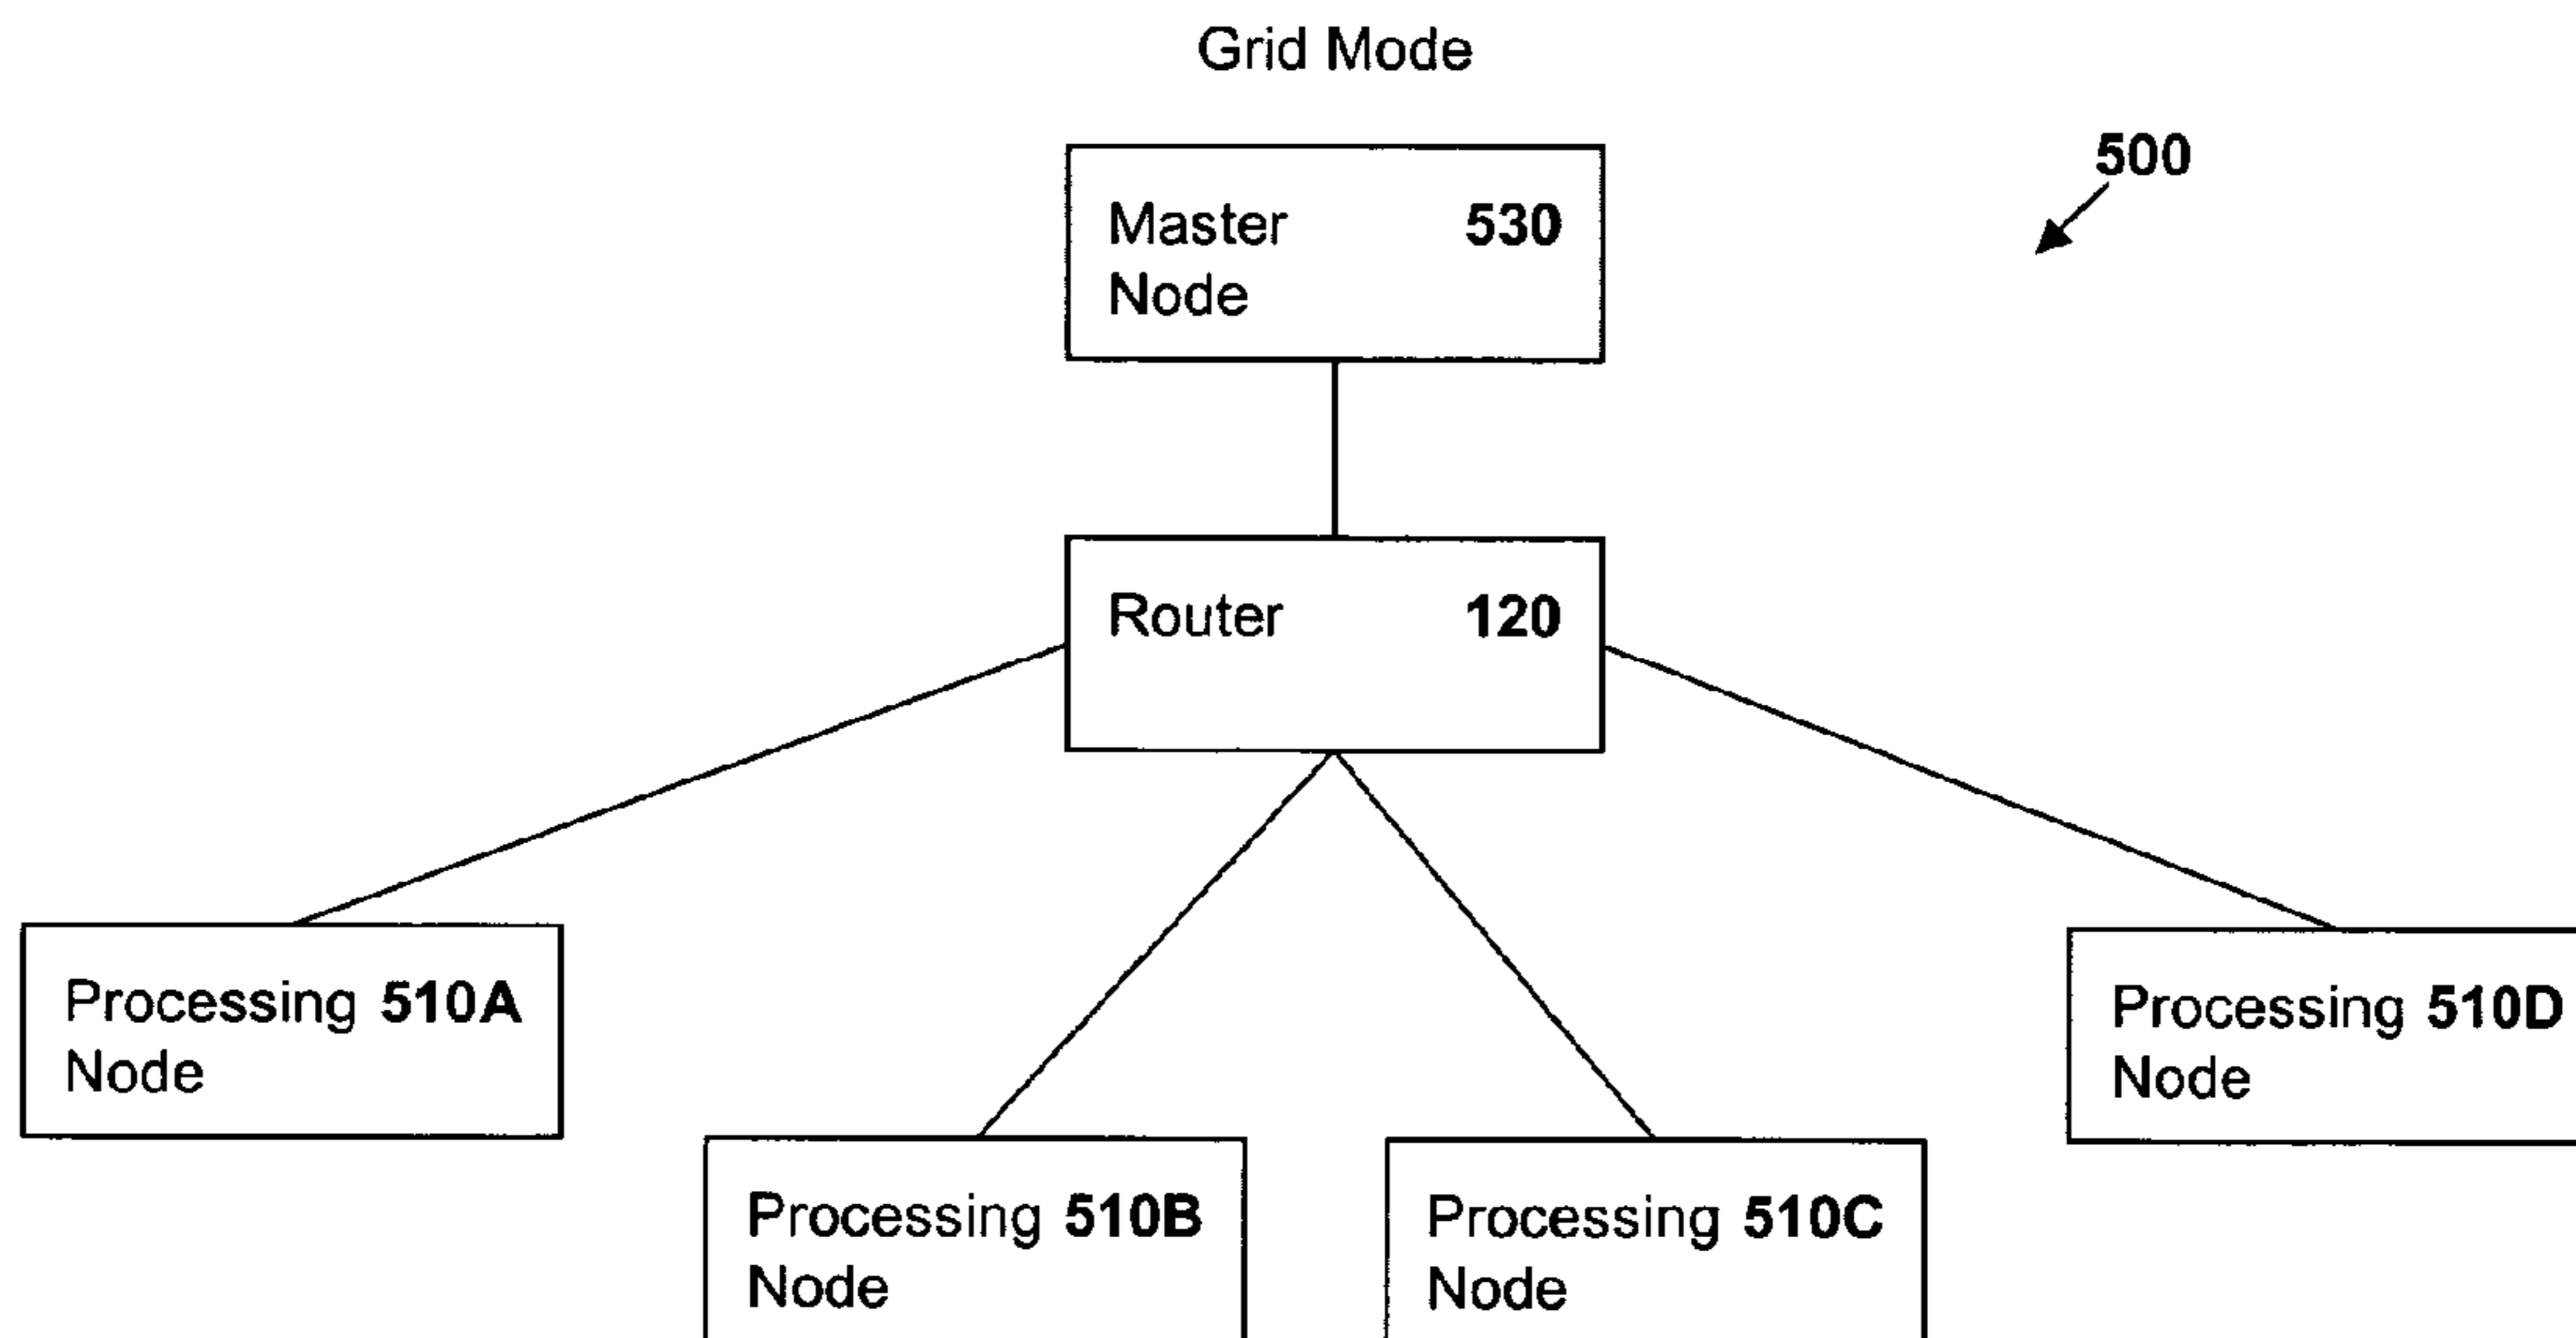 Grid Mode
500
Master 530
Node
Router 120
Processing 510A
Node
Processing 510D
Node
Processing 510B
Node
Processing 510C
Node